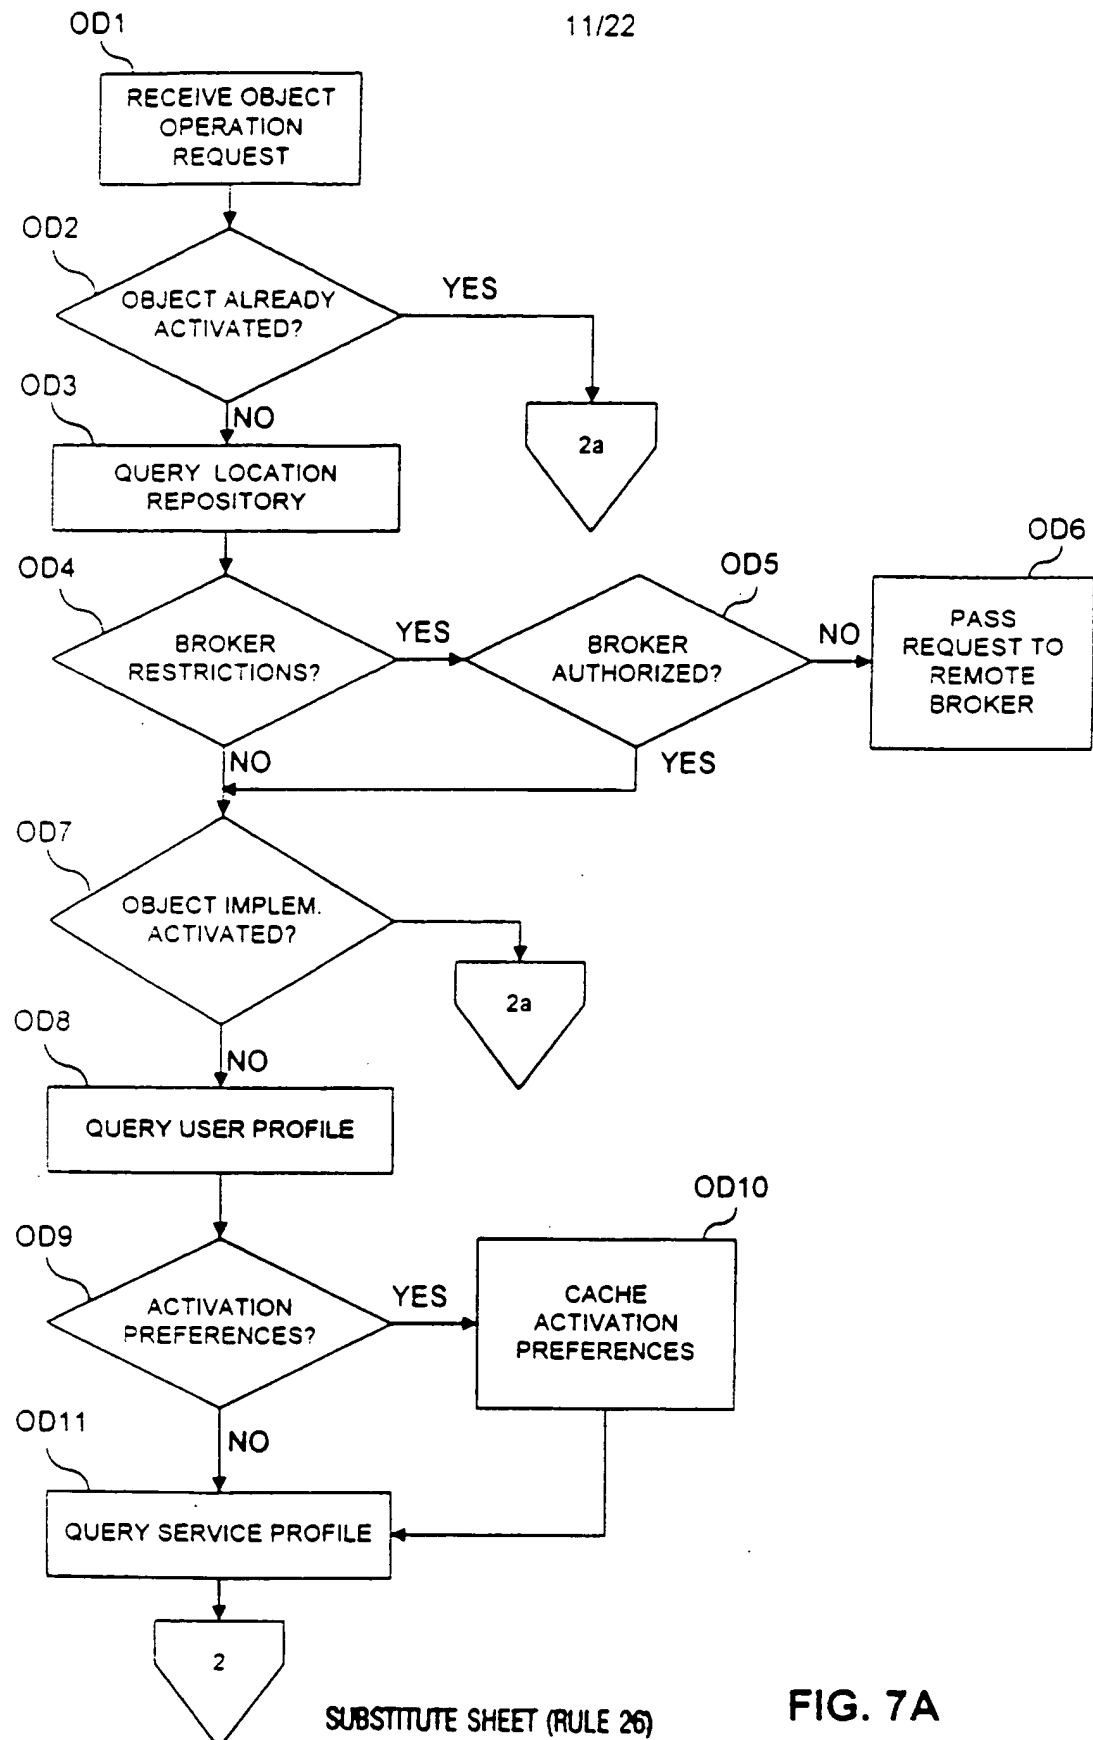 OD1
11/22
RECEIVE OBJECT
OPERATION
REQUEST
OD2
OBJECT ALREADY
ACTIVATED?
YES
2a
NO
OD3
QUERY LOCATION
REPOSITORY
OD4
BROKER
RESTRICTIONS?
YES
OD5
BROKER
AUTHORIZED?
NO
OD6
PASS
REQUEST TO
REMOTE
BROKER
NO
YES
OD7
OBJECT IMPLEM.
ACTIVATED?
2a
NO
OD8
QUERY USER PROFILE
OD9
ACTIVATION
PREFERENCES?
YES
OD10
CACHE
ACTIVATION
PREFERENCES
NO
OD11
QUERY SERVICE PROFILE
2
SUBSTITUTE SHEET (RULE 26)
FIG. 7A